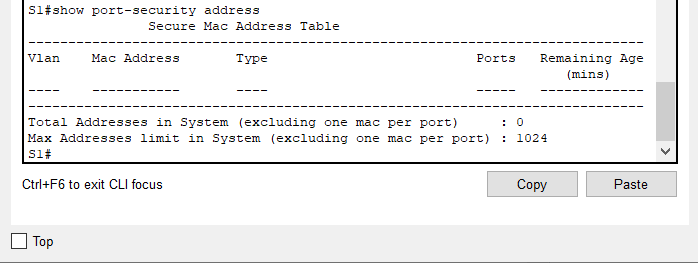 S1#show port-security address
Secure Mac Address Table
-----------------------------------------------------------------------------
Vlan Mac Address Type Ports Remaining Age
(mins)
---- ----------- ---- ----- -------------
-----------------------------------------------------------------------------
Total Addresses in System (excluding one mac per port) : 0
Max Addresses limit in System (excluding one mac per port) : 1024
S1#
Ctrl+F6 to exit CLI focus
Copy Paste
Top